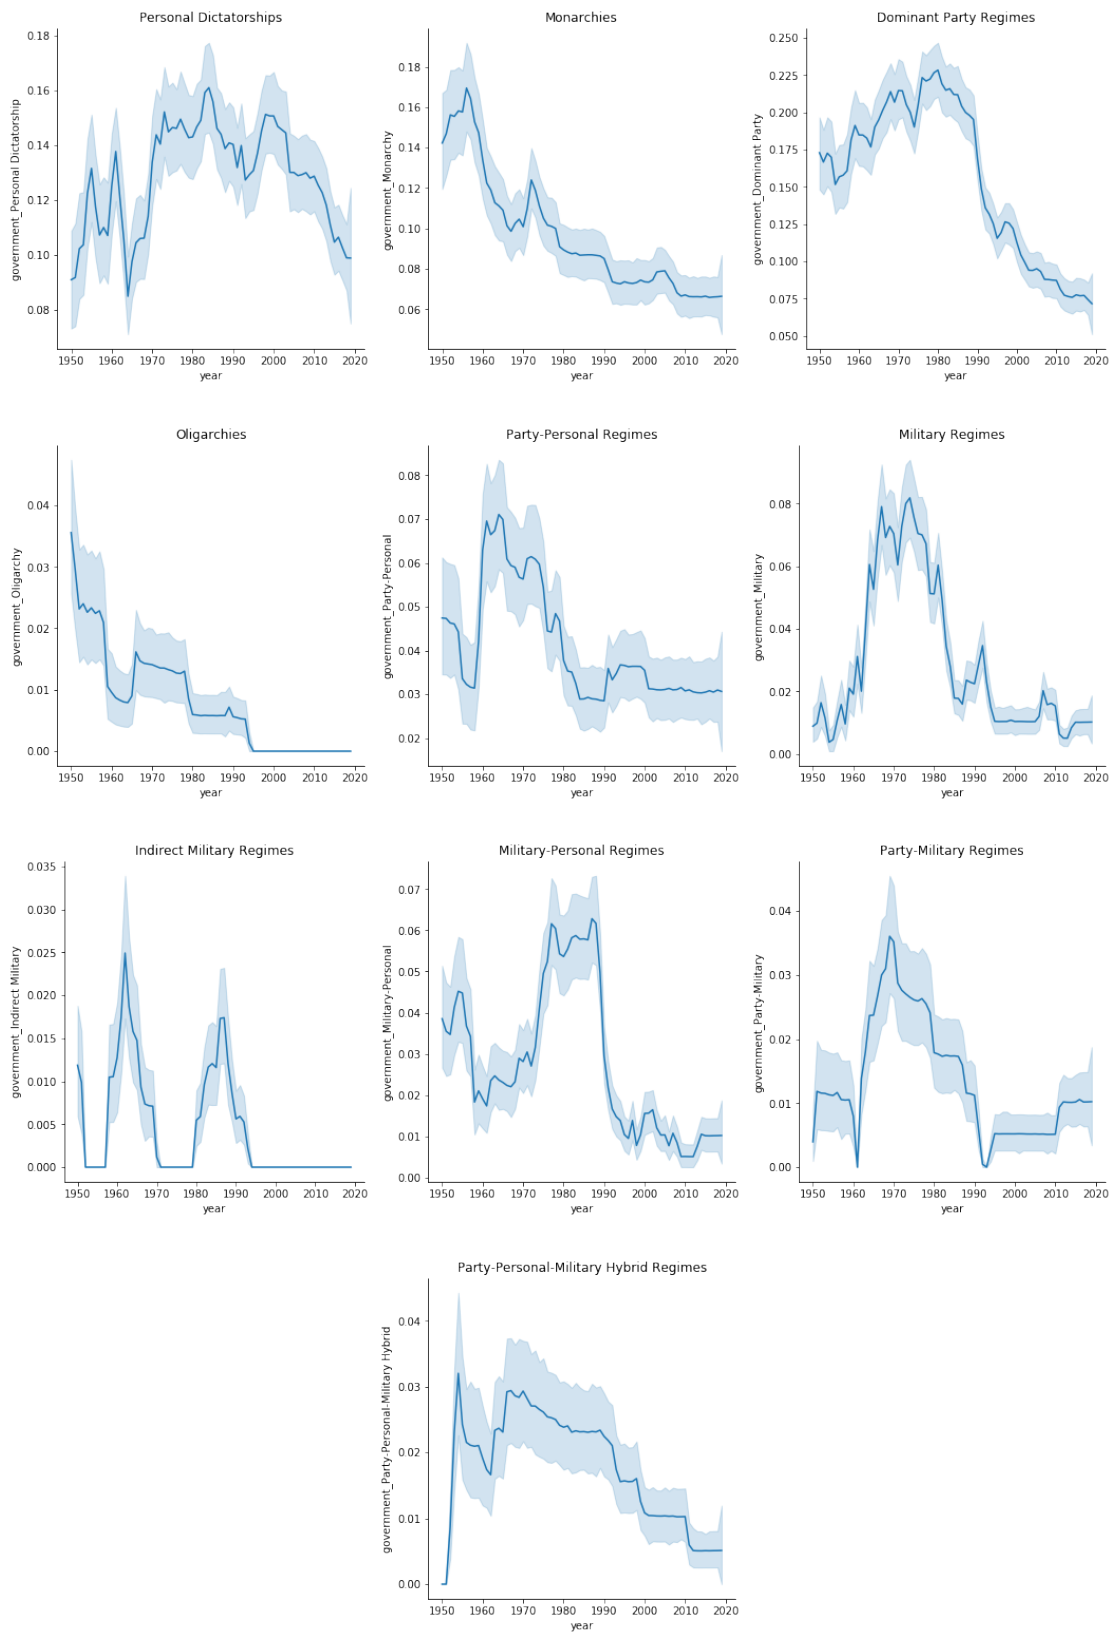 Personal Dictatorships
government_Personal Dictatorship
0.18
0.16
0.14
0.12
0.10
0.08
1950 1960 1970 1980 1990 2000 2010 2020
year
Monarchies
government_Monarchy
0.18
0.16
0.14
0.12
0.10
0.08
0.06
1950 1960 1970 1980 1990 2000 2010 2020
year
Dominant Party Regimes
government_Dominant Party
0.250
0.225
0.200
0.175
0.150
0.125
0.100
0.075
0.050
1950 1960 1970 1980 1990 2000 2010 2020
year
Oligarchies
government_Oligarchy
0.04
0.03
0.02
0.01
0.00
1950 1960 1970 1980 1990 2000 2010 2020
year
Party-Personal Regimes
government_Party-Personal
0.08
0.07
0.06
0.05
0.04
0.03
0.02
1950 1960 1970 1980 1990 2000 2010 2020
year
Military Regimes
government_Military
0.08
0.06
0.04
0.02
0.00
1950 1960 1970 1980 1990 2000 2010 2020
year
Indirect Military Regimes
government_Indirect Military
0.035
0.030
0.025
0.020
0.015
0.010
0.005
0.000
1950 1960 1970 1980 1990 2000 2010 2020
year
Military-Personal Regimes
government_Military-Personal
0.07
0.06
0.05
0.04
0.03
0.02
0.01
0.00
1950 1960 1970 1980 1990 2000 2010 2020
year
Party-Military Regimes
government_Party-Military
0.04
0.03
0.02
0.01
0.00
1950 1960 1970 1980 1990 2000 2010 2020
year
Party-Personal-Military Hybrid Regimes
government_Party-Personal-Military Hybrid
0.04
0.03
0.02
0.01
0.00
1950 1960 1970 1980 1990 2000 2010 2020
year